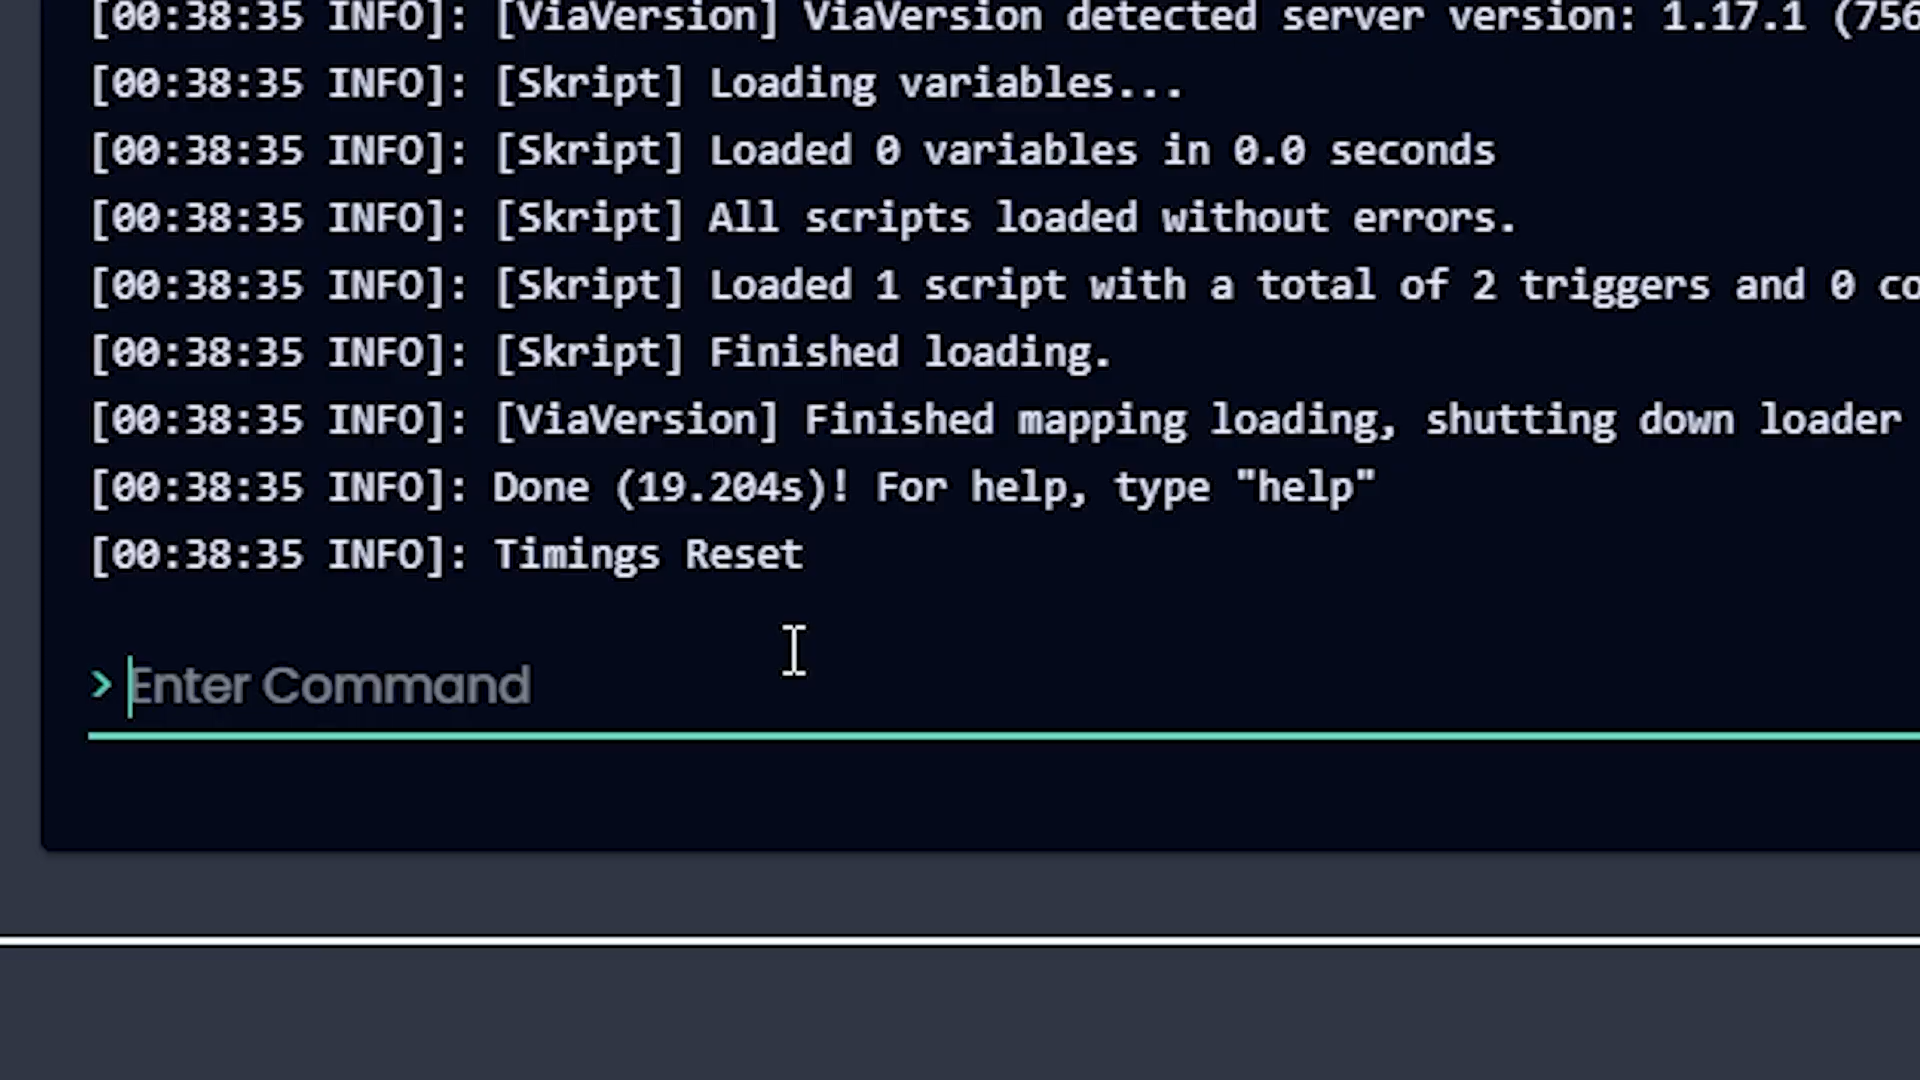 [00:38:35 INFO]: [ViaVersion] ViaVersion detected server version: 1.17.1 (756
[00:38:35 INFO]: [Skript] Loading variables...
[00:38:35 INFO]: [Skript] Loaded 0 variables in 0.0 seconds
[00:38:35 INFO]: [Skript] All scripts loaded without errors.
[00:38:35 INFO]: [Skript] Loaded 1 script with a total of 2 triggers and 0 co
[00:38:35 INFO]: [Skript] Finished loading.
[00:38:35 INFO]: [ViaVersion] Finished mapping loading, shutting down loader
[00:38:35 INFO]: Done (19.204s)! For help, type "help"
[00:38:35 INFO]: Timings Reset
> Enter Command